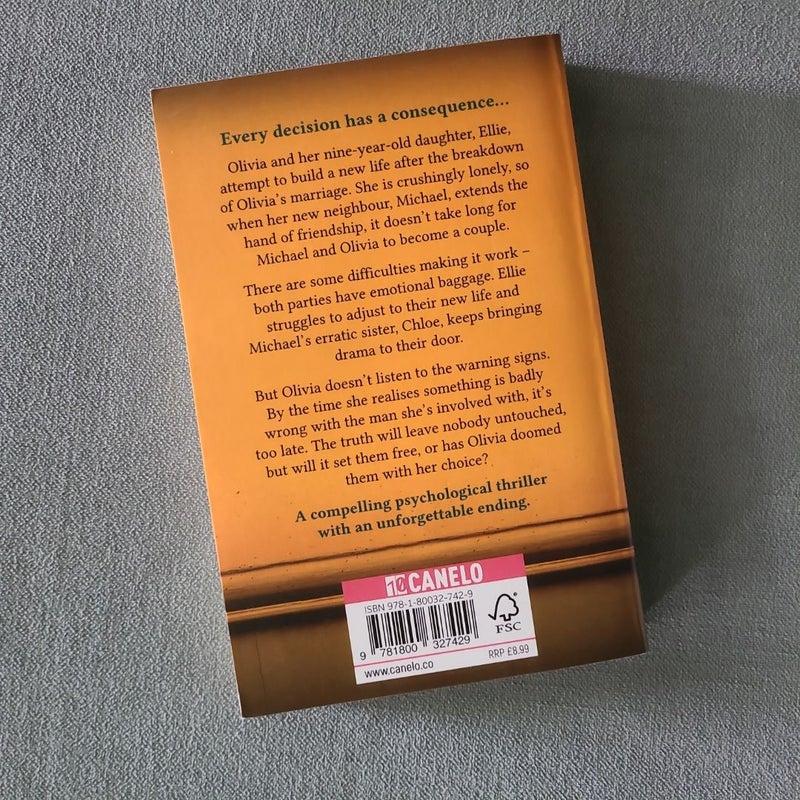 Every decision has a consequence...
Olivia and her nine-year-old daughter, Ellie,
attempt to build a new life after the breakdown
of Olivia's marriage. She is crushingly lonely, so
when her new neighbour, Michael, extends the
hand of friendship, it doesn't take long for
Michael and Olivia to become a couple.
There are some difficulties making it work –
both parties have emotional baggage. Ellie
struggles to adjust to their new life and
Michael's erratic sister, Chloe, keeps bringing
drama to their door.
But Olivia doesn't listen to the warning signs.
By the time she realises something is badly
wrong with the man she's involved with, it's
too late. The truth will leave nobody untouched,
but will it set them free, or has Olivia doomed
them with her choice?
A compelling psychological thriller
with an unforgettable ending.
10 CANELO
ISBN 978-1-80032-742-9
9 781800 327429
FSC
www.canelo.co
RRP £8.99